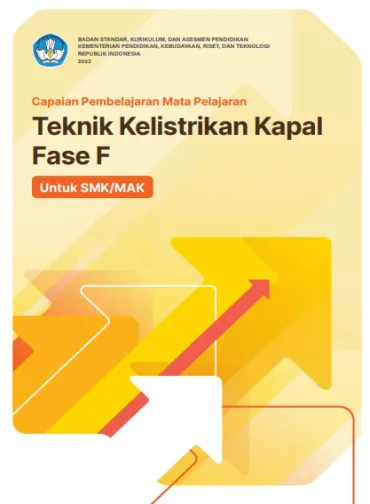 BADAN STANDAR, KURIKULUM, DAN ASESMEN PENDIDIKAN
KEMENTERIAN PENDIDIKAN, KEBUDAYAAN, RISET, DAN TEKNOLOGI
REPUBLIK INDONESIA
2022
Capaian Pembelajaran Mata Pelajaran
Teknik Kelistrikan Kapal
Fase F
Untuk SMK/MAK